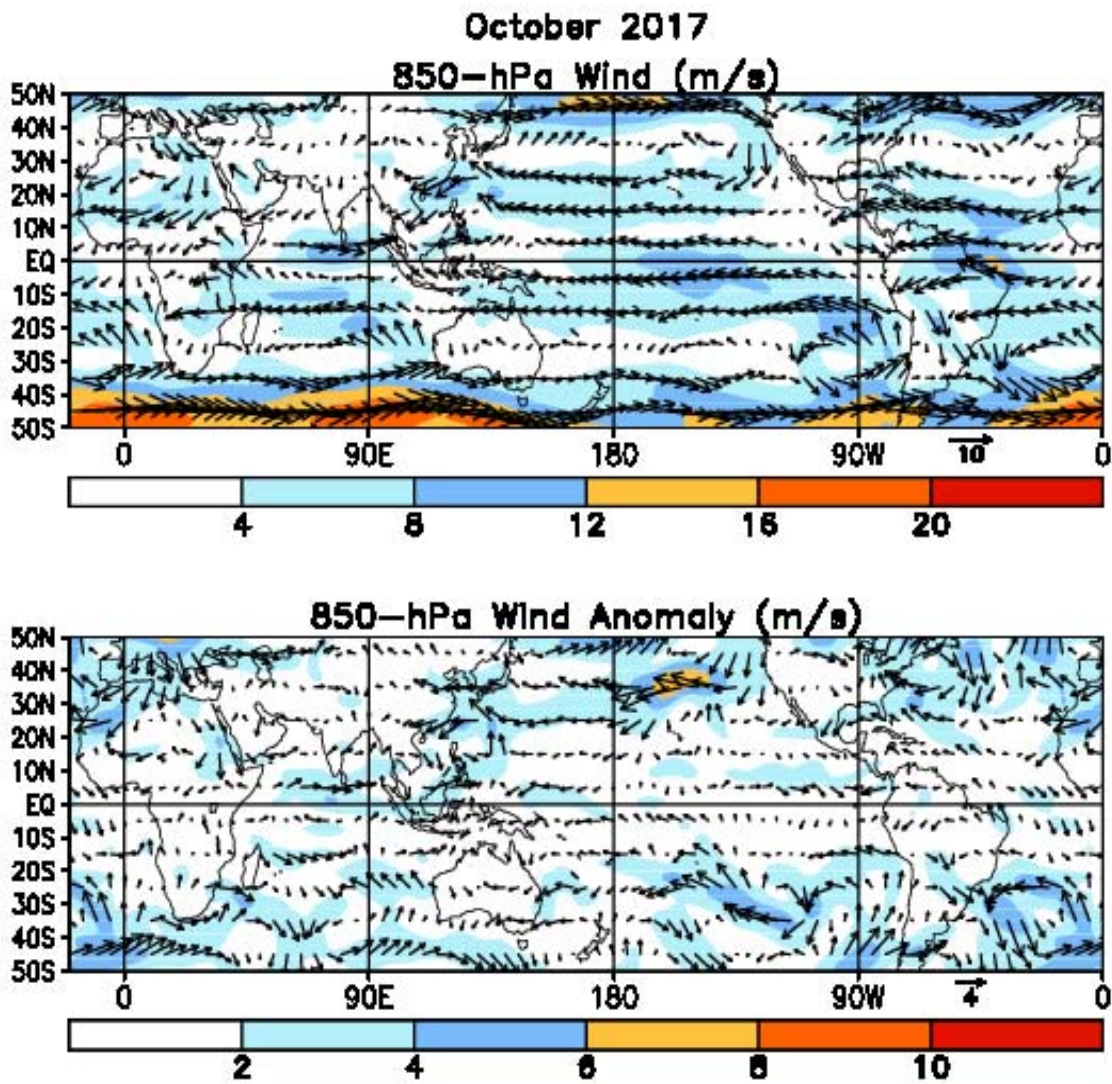 October 2017
850-hPa Wind (m/s)
50N
40N
30N
20N
10N
EQ
10S
20S
30S
40S
50S
0 90E 180 90W 10 0
4 8 12 16 20
850-hPa Wind Anomaly (m/s)
50N
40N
30N
20N
10N
EQ
10S
20S
30S
40S
50S
0 90E 180 90W 4 0
2 4 6 8 10